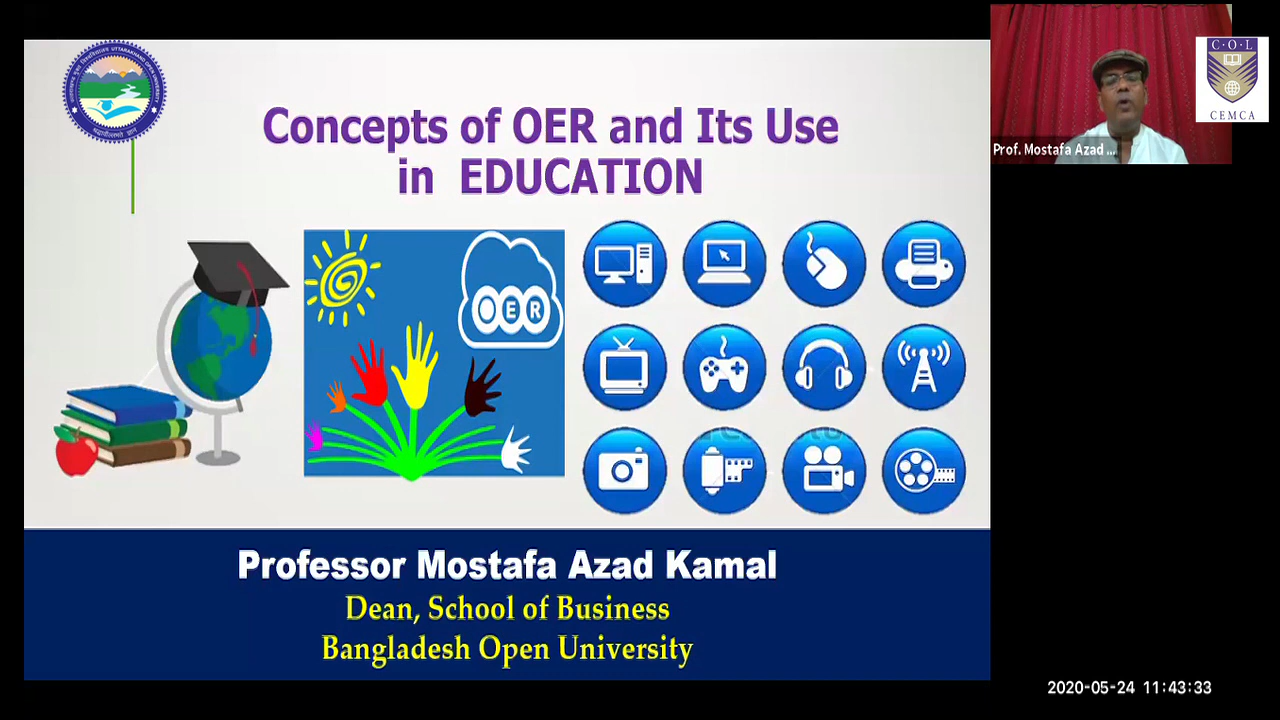 Concepts of OER and Its Use
in EDUCATION
OER
Professor Mostafa Azad Kamal
Dean, School of Business
Bangladesh Open University
Prof. Mostafa Azad ...
C·O·L
CEMCA
2020-05-24 11:43:33